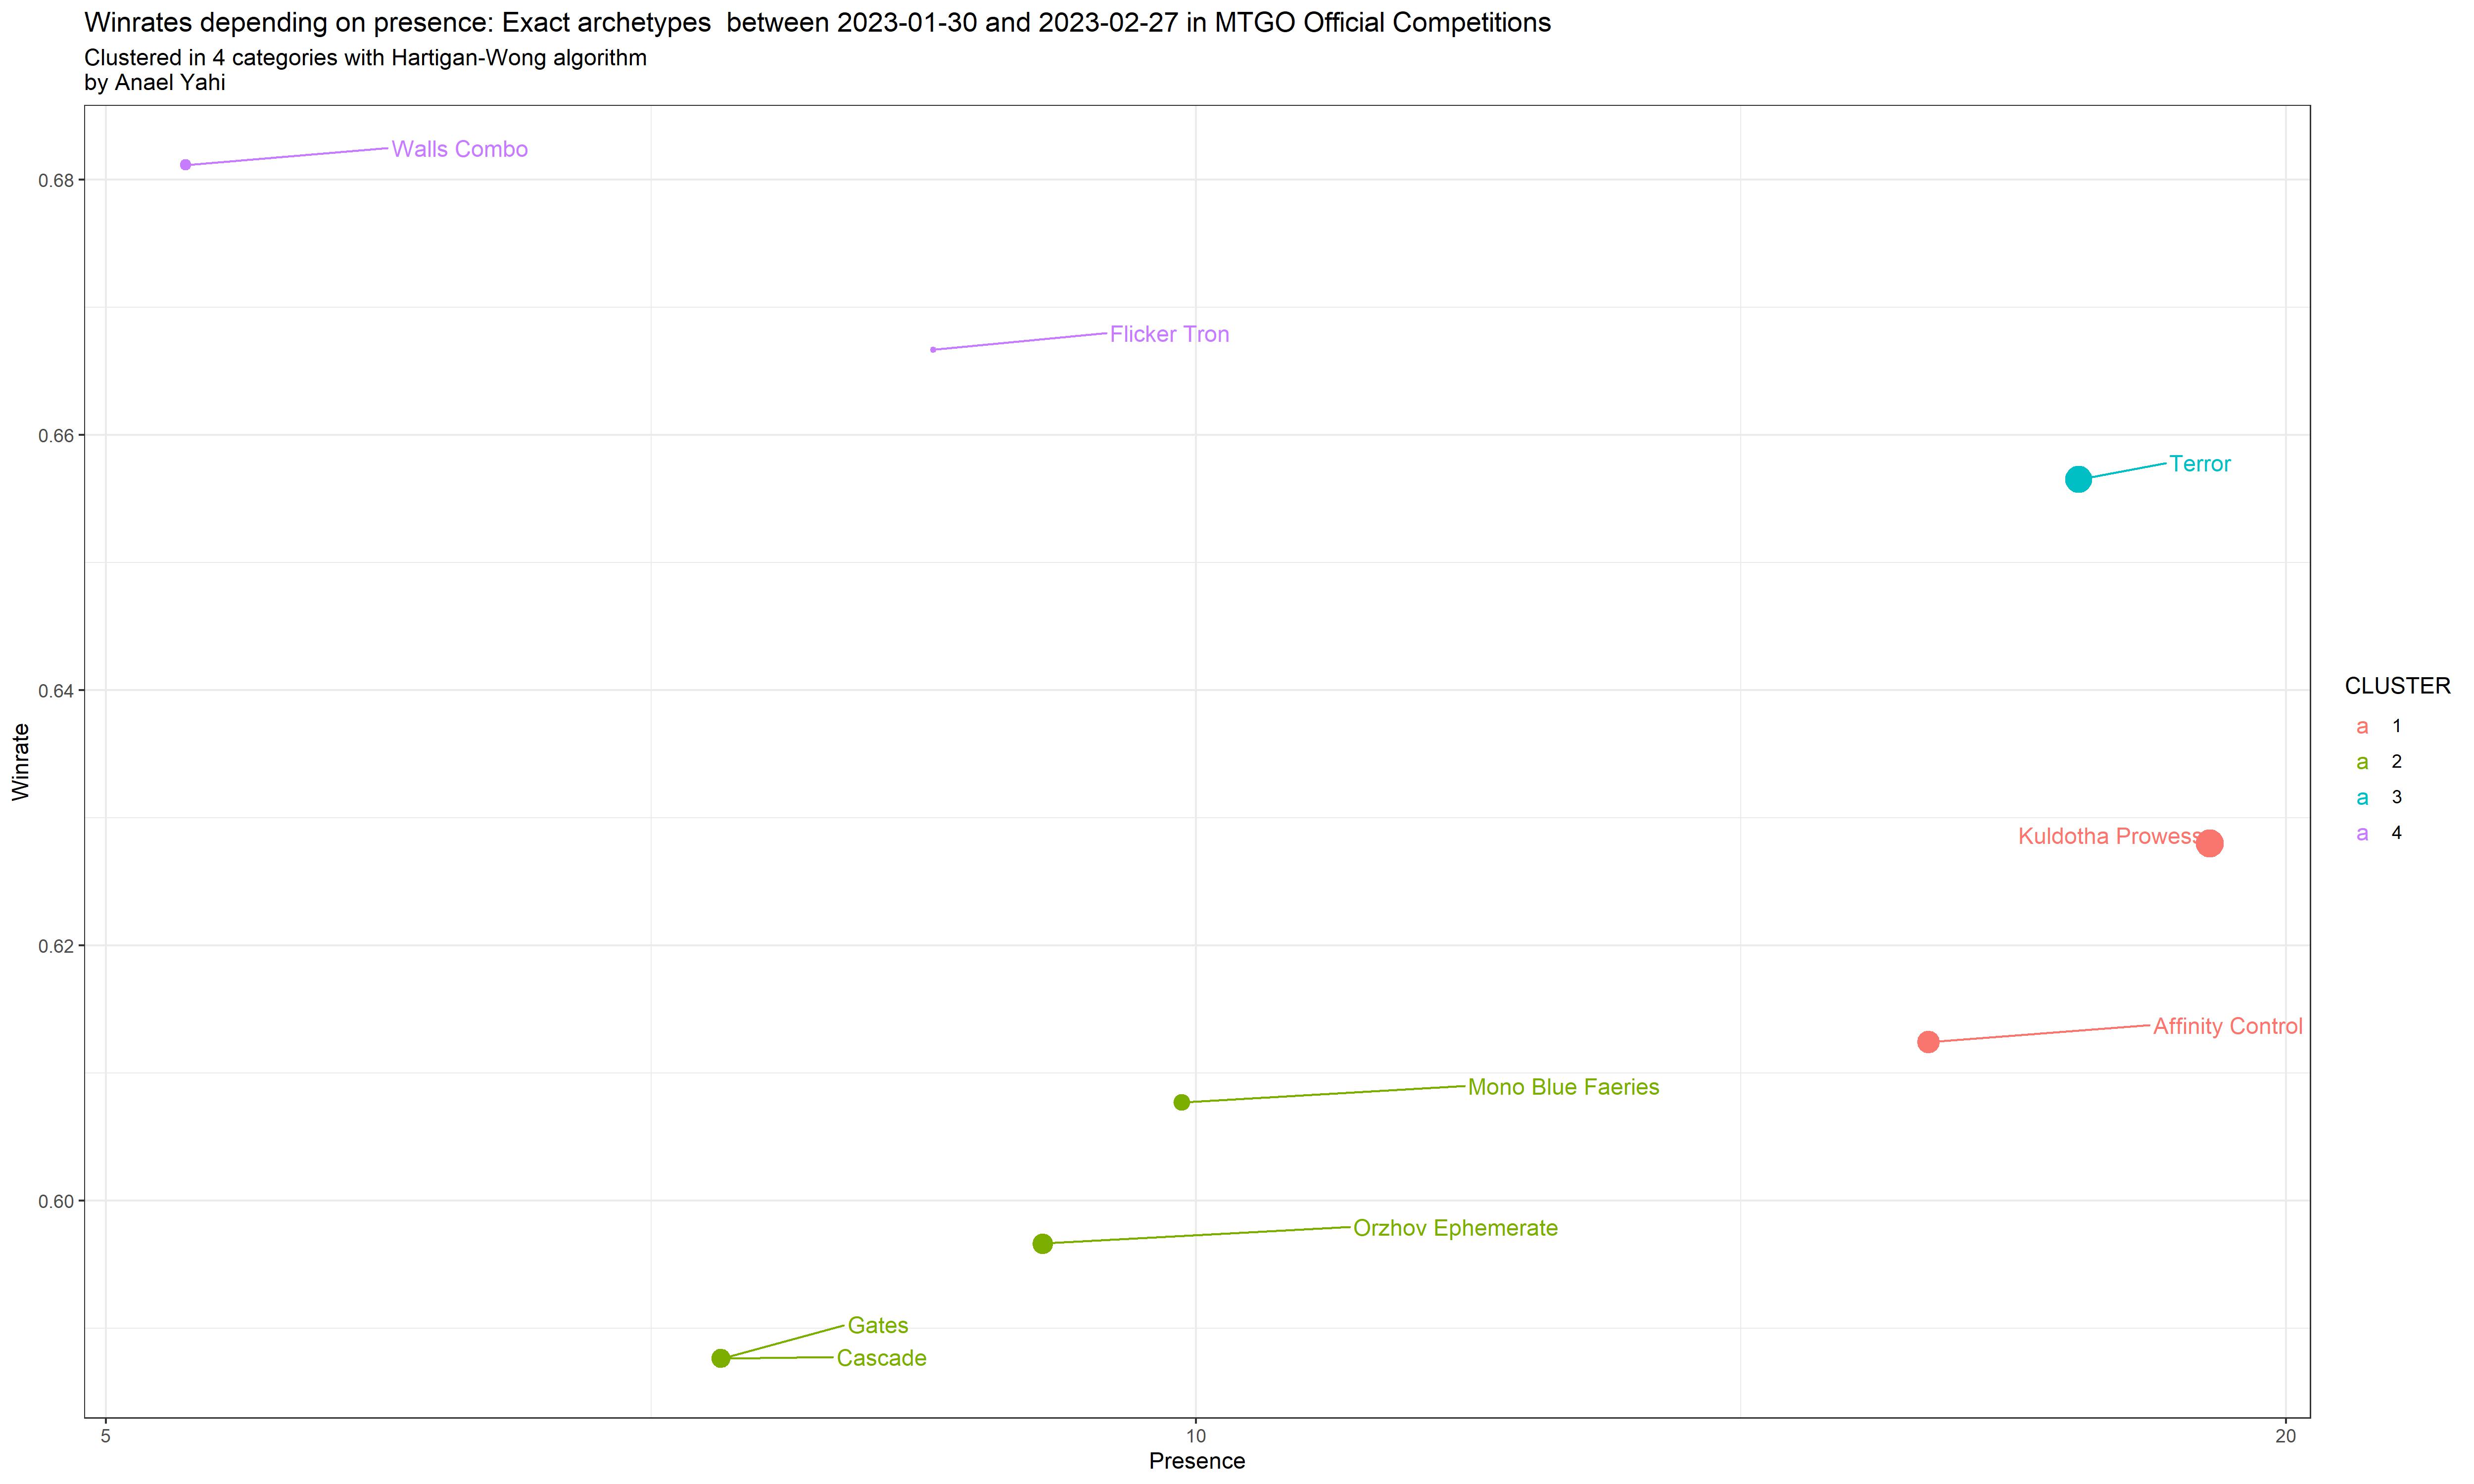 Winrates depending on presence: Exact archetypes  between 2023-01-30 and 2023-02-27 in MTGO Official Competitions
Clustered in 4 categories with Hartigan-Wong algorithm
by Anael Yahi
Walls Combo
0.68
Flicker Tron
0.66
Terror
0.64
CLUSTER
a 1
a 2
a 3
a 4
Winrate
Kuldotha Prowess
0.62
Affinity Control
Mono Blue Faeries
0.60
Orzhov Ephemerate
Gates
Cascade
5 10 20
Presence